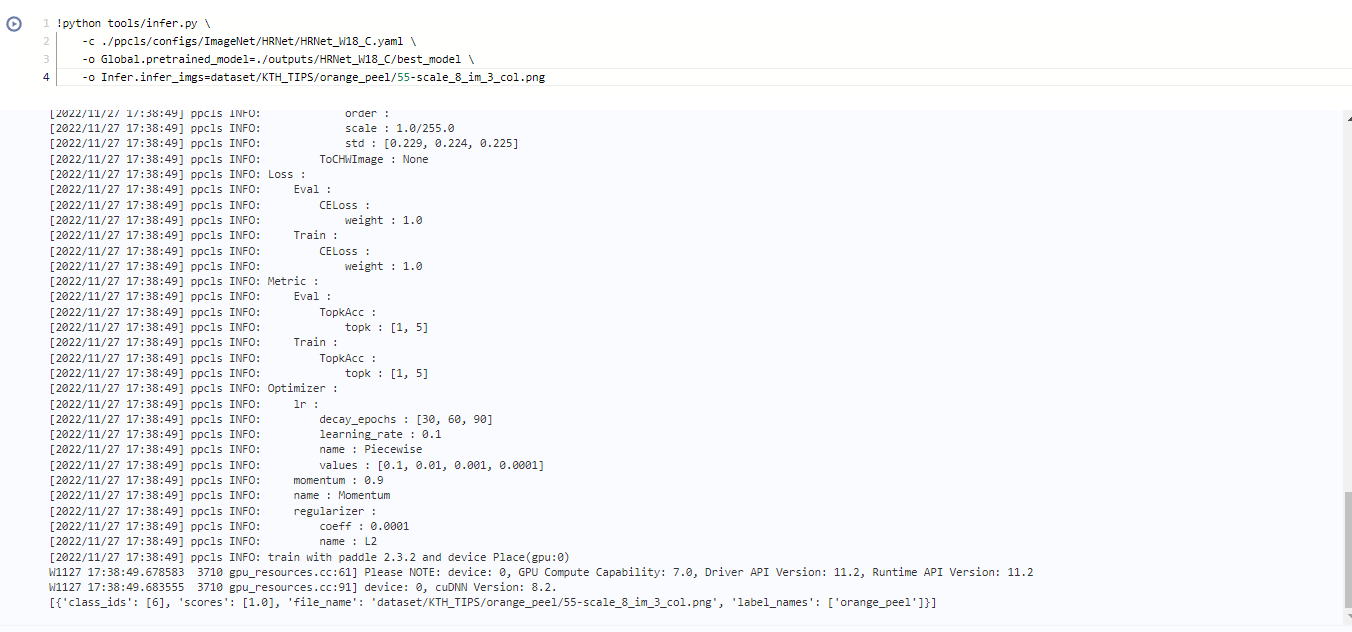 1 !python tools/infer.py \
2 -c ./ppcls/configs/ImageNet/HRNet/HRNet_W18_C.yaml \
3 -o Global.pretrained_model=./outputs/HRNet_W18_C/best_model \
4 -o Infer.infer_imgs=dataset/KTH_TIPS/orange_peel/55-scale_8_im_3_col.png
[2022/11/27 17:38:49] ppcls INFO: order :
[2022/11/27 17:38:49] ppcls INFO: scale : 1.0/255.0
[2022/11/27 17:38:49] ppcls INFO: std : [0.229, 0.224, 0.225]
[2022/11/27 17:38:49] ppcls INFO: ToCHWImage : None
[2022/11/27 17:38:49] ppcls INFO: Loss :
[2022/11/27 17:38:49] ppcls INFO: Eval :
[2022/11/27 17:38:49] ppcls INFO: CELoss :
[2022/11/27 17:38:49] ppcls INFO: weight : 1.0
[2022/11/27 17:38:49] ppcls INFO: Train :
[2022/11/27 17:38:49] ppcls INFO: CELoss :
[2022/11/27 17:38:49] ppcls INFO: weight : 1.0
[2022/11/27 17:38:49] ppcls INFO: Metric :
[2022/11/27 17:38:49] ppcls INFO: Eval :
[2022/11/27 17:38:49] ppcls INFO: TopkAcc :
[2022/11/27 17:38:49] ppcls INFO: topk : [1, 5]
[2022/11/27 17:38:49] ppcls INFO: Train :
[2022/11/27 17:38:49] ppcls INFO: TopkAcc :
[2022/11/27 17:38:49] ppcls INFO: topk : [1, 5]
[2022/11/27 17:38:49] ppcls INFO: Optimizer :
[2022/11/27 17:38:49] ppcls INFO: lr :
[2022/11/27 17:38:49] ppcls INFO: decay_epochs : [30, 60, 90]
[2022/11/27 17:38:49] ppcls INFO: learning_rate : 0.1
[2022/11/27 17:38:49] ppcls INFO: name : Piecewise
[2022/11/27 17:38:49] ppcls INFO: values : [0.1, 0.01, 0.001, 0.0001]
[2022/11/27 17:38:49] ppcls INFO: momentum : 0.9
[2022/11/27 17:38:49] ppcls INFO: name : Momentum
[2022/11/27 17:38:49] ppcls INFO: regularizer :
[2022/11/27 17:38:49] ppcls INFO: coeff : 0.0001
[2022/11/27 17:38:49] ppcls INFO: name : L2
[2022/11/27 17:38:49] ppcls INFO: train with paddle 2.3.2 and device Place(gpu:0)
W1127 17:38:49.678583 3710 gpu_resources.cc:61] Please NOTE: device: 0, GPU Compute Capability: 7.0, Driver API Version: 11.2, Runtime API Version: 11.2
W1127 17:38:49.683555 3710 gpu_resources.cc:91] device: 0, cuDNN Version: 8.2.
[{'class_ids': [6], 'scores': [1.0], 'file_name': 'dataset/KTH_TIPS/orange_peel/55-scale_8_im_3_col.png', 'label_names': ['orange_peel']}]